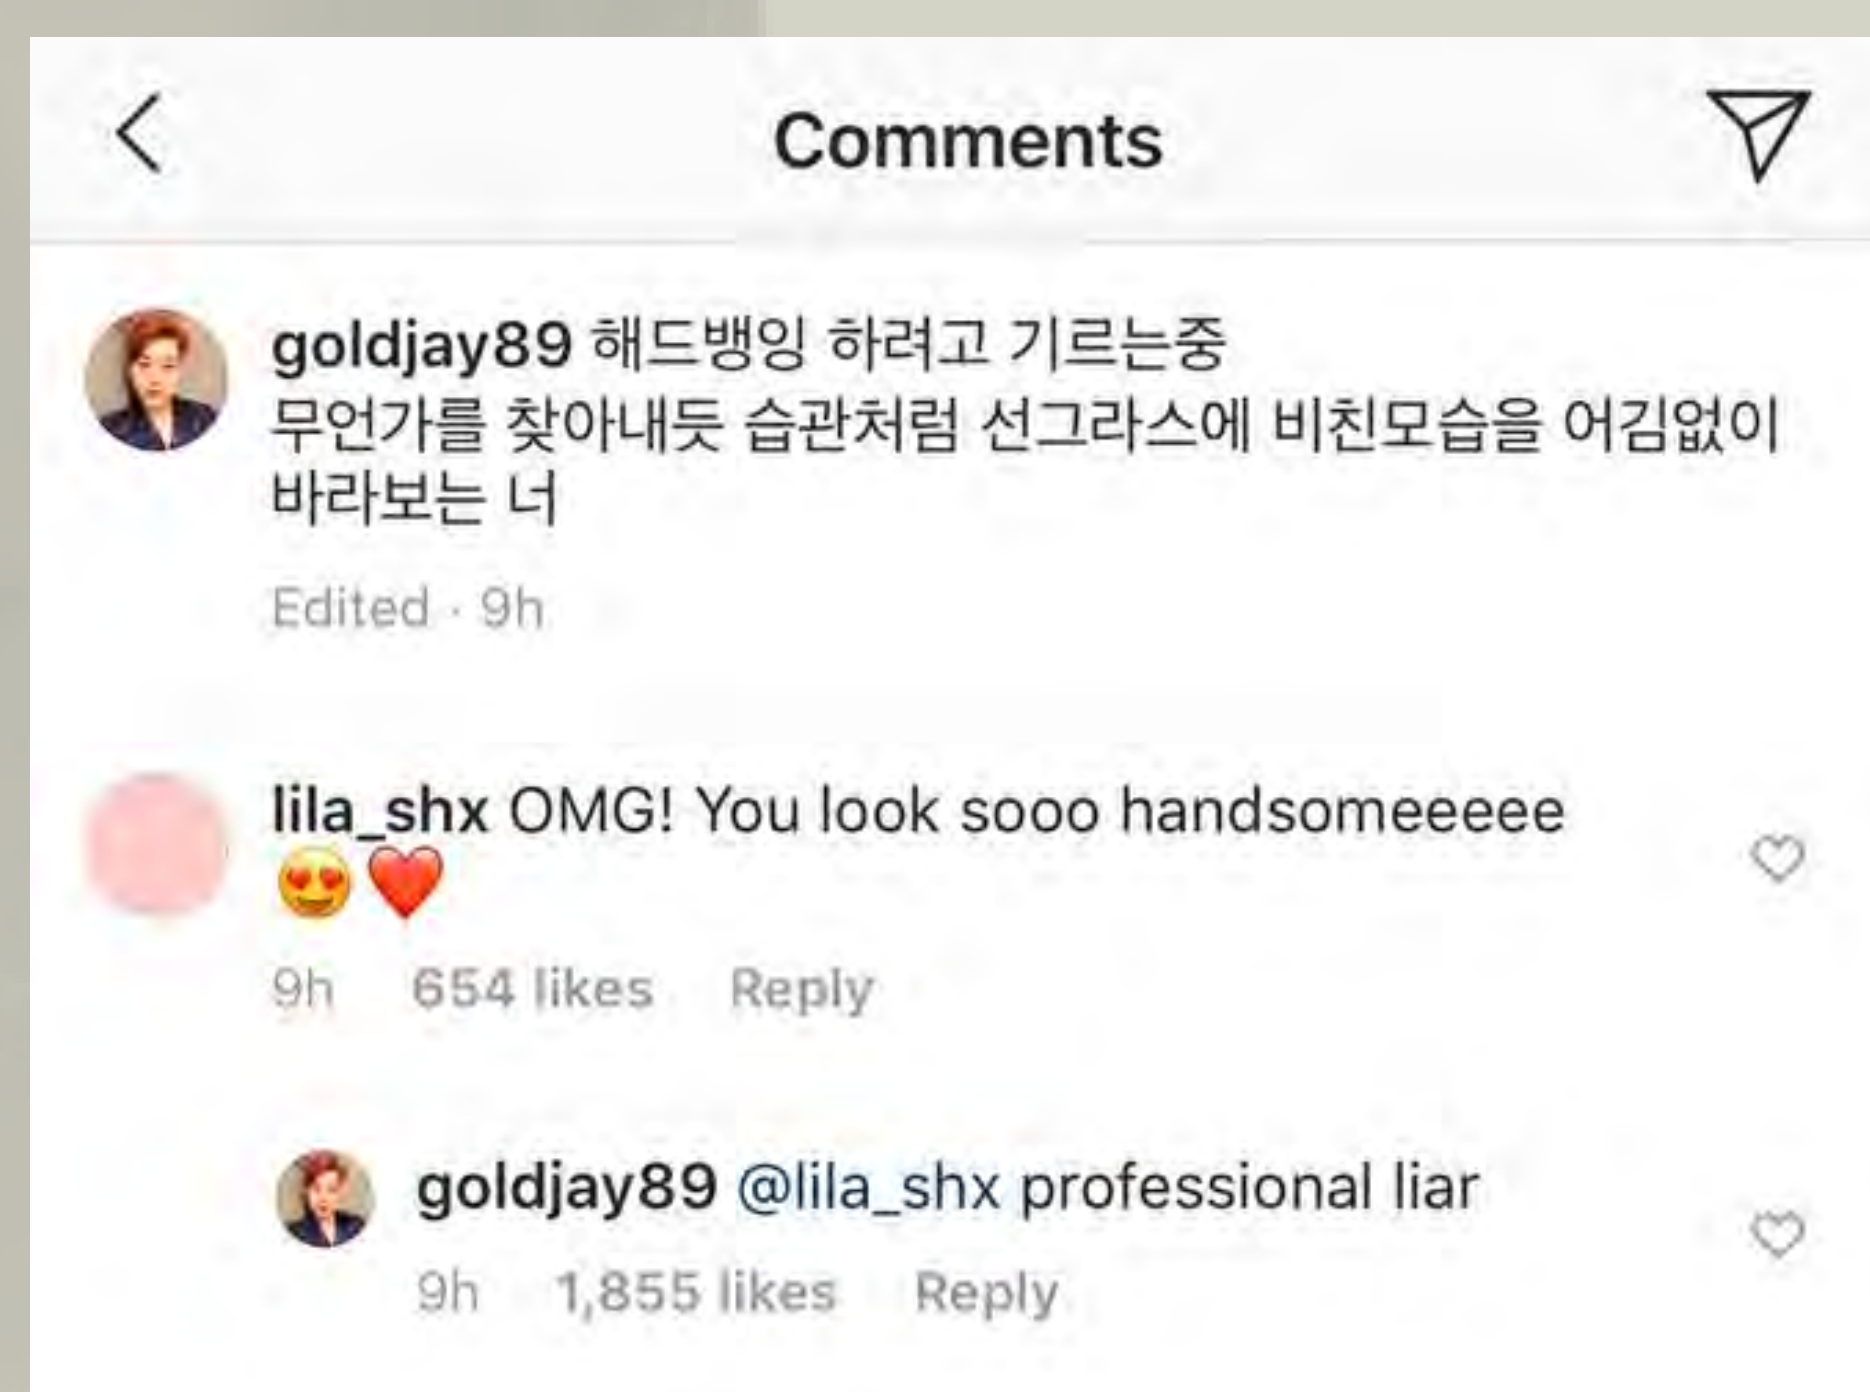 Comments
goldjay89 해드뱅잉 하려고 기르는중
무언가를 찾아내듯 습관처럼 선그라스에 비친모습을 어김없이
바라보는 너
Edited · 9h
lila_shx OMG! You look sooo handsomeeeee
😍❤️
9h 654 likes Reply
goldjay89 @lila_shx professional liar
9h 1,855 likes Reply